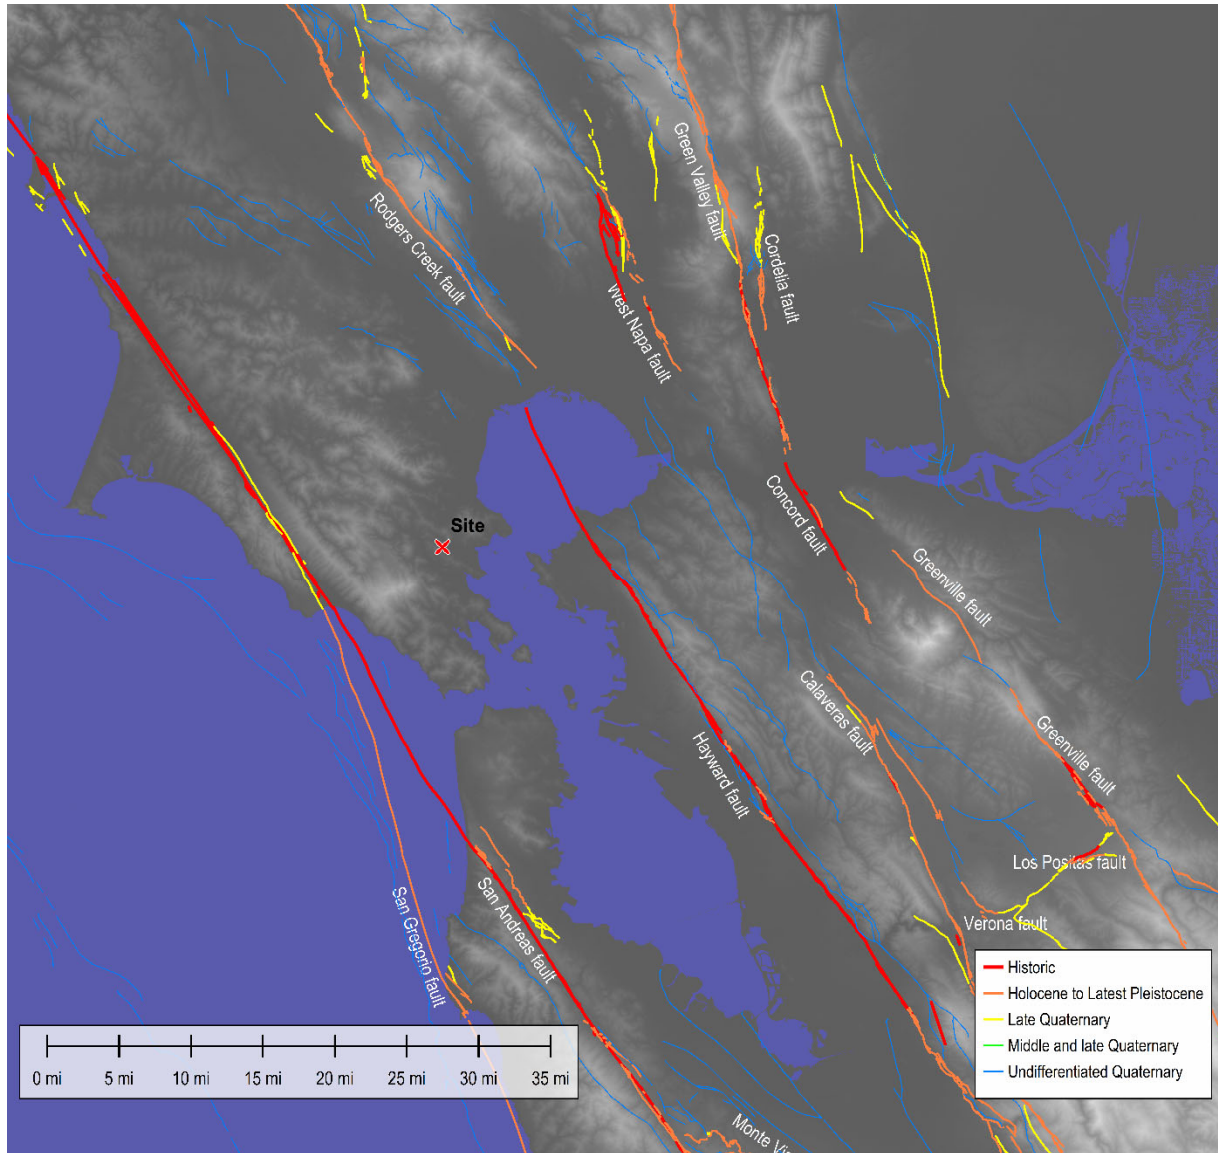 Green Valley fault
Rodgers Creek fault
Cordelia fault
West Napa fault
Concord fault
Site
Greenville fault
Calaveras fault
Hayward fault
Greenville fault
Los Positas fault
San Andreas fault
San Gregorio fault
Verona fault
Historic
Holocene to Latest Pleistocene
Late Quaternary
Middle and late Quaternary
Undifferentiated Quaternary
0 mi 5 mi 10 mi 15 mi 20 mi 25 mi 30 mi 35 mi
Monte Vi